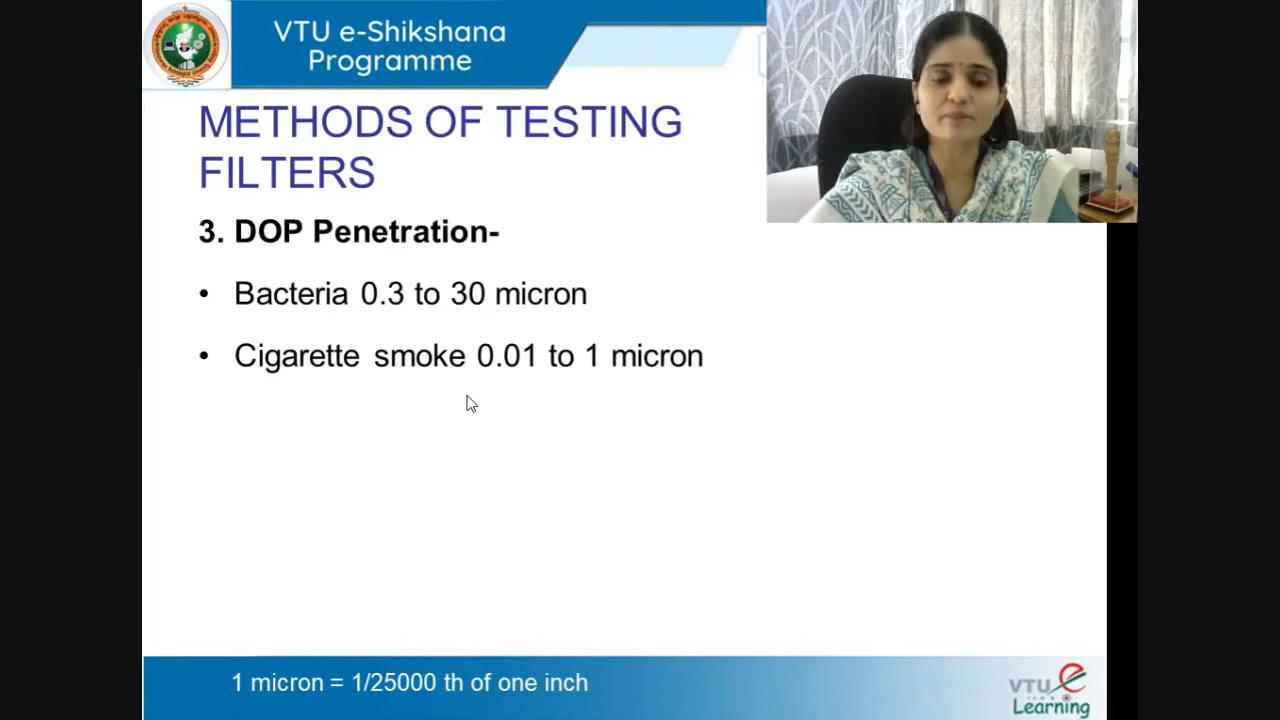 VTU e-Shikshana
Programme
METHODS OF TESTING
FILTERS
3. DOP Penetration-
• Bacteria 0.3 to 30 micron
• Cigarette smoke 0.01 to 1 micron
1 micron = 1/25000 th of one inch
VTU e
Learning